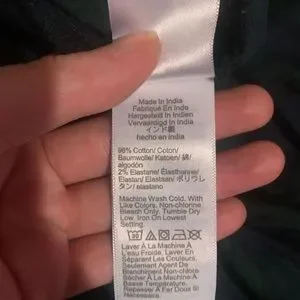 Made In India
Fabriqué En Inde
Hergestellt In Indien
Vervaardigd In India
インド製
hecho en India
98% Cotton/ Coton/
Baumwolle/ Katoen/ 綿/
algodón
2% Elastane/ Élasthanne/
Elastan/ Elastaan/ ポリウレ
タン/ elastano
Machine Wash Cold, With
Like Colors, Non-chlorine
Bleach Only, Tumble Dry
Low, Iron On Lowest
Setting.
Laver À La Machine À
L'eau Froide, Laver
Séparément Les Couleurs,
Seulement Agent De
Blanchiment Non-chloré
Sécher À La Machine À
Basse Température,
Repasser À Fer Doux Si
Nécessaire